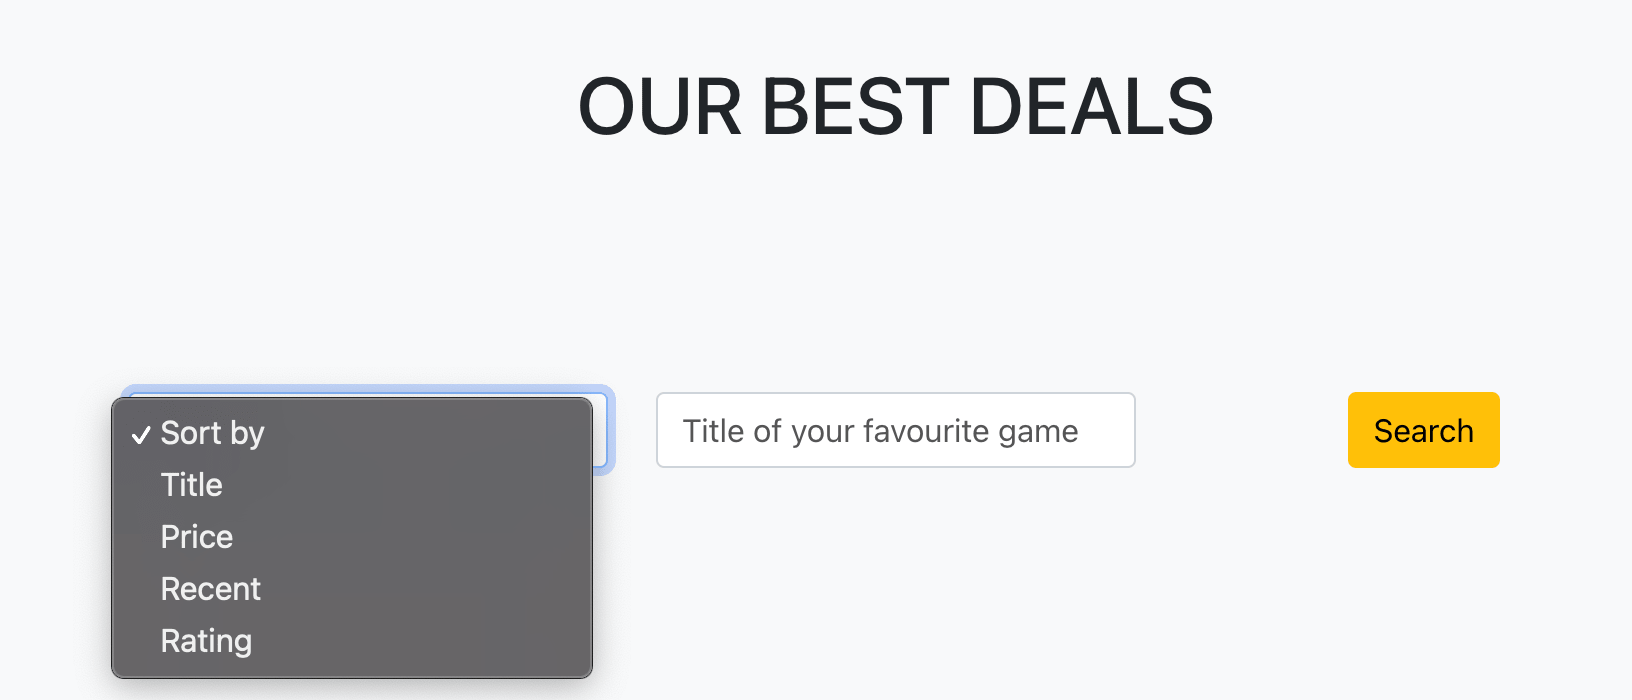 OUR BEST DEALS
✓ Sort by
Title
Price
Recent
Rating
Title of your favourite game
Search